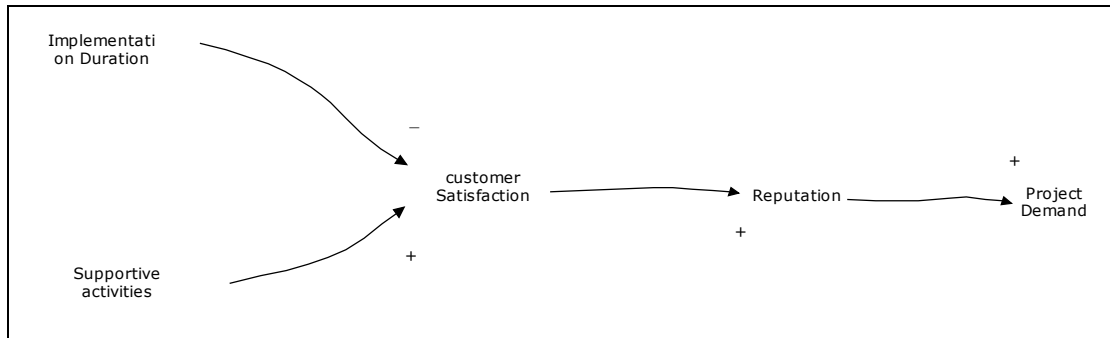 Implementati
on Duration
–
+
customer
Satisfaction
Reputation
Project
Demand
+
+
Supportive
activities